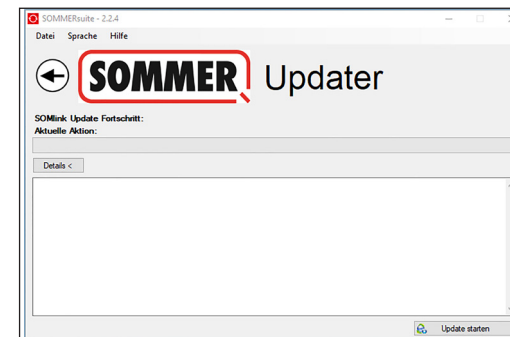 SOMMERsuite - 2.2.4
Datei Sprache Hilfe
SOMMER Updater
SOMlink Update Fortschritt:
Aktuelle Aktion:
Details <
Update starten